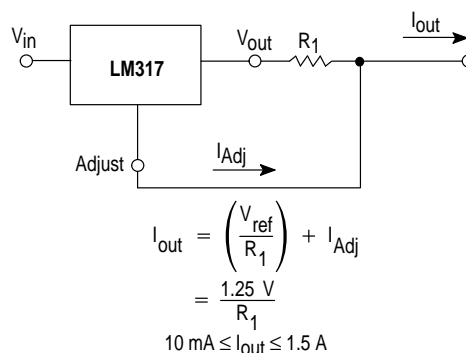 I_out
V_in
V_out
R_1
LM317
Adjust
I_Adj
I_out = (V_ref / R_1) + I_Adj
= 1.25 V / R_1
10 mA ≤ I_out ≤ 1.5 A